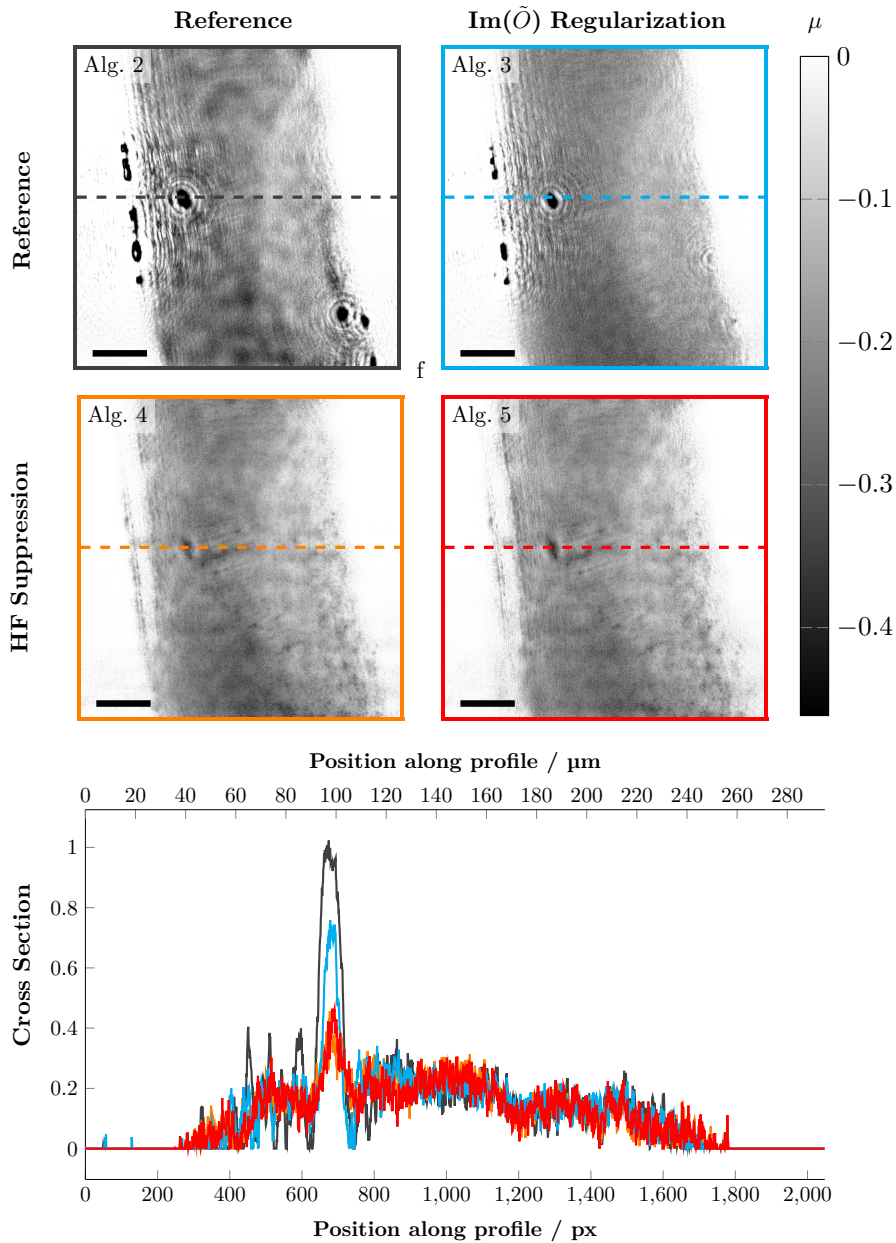 Reference
Im(Õ) Regularization
μ
Reference
Alg. 2
Alg. 3
f
HF Suppression
Alg. 4
Alg. 5
0
−0.1
−0.2
−0.3
−0.4
Position along profile / µm
0 20 40 60 80 100 120 140 160 180 200 220 240 260 280
Cross Section
1
0.8
0.6
0.4
0.2
0
0 200 400 600 800 1,000 1,200 1,400 1,600 1,800 2,000
Position along profile / px